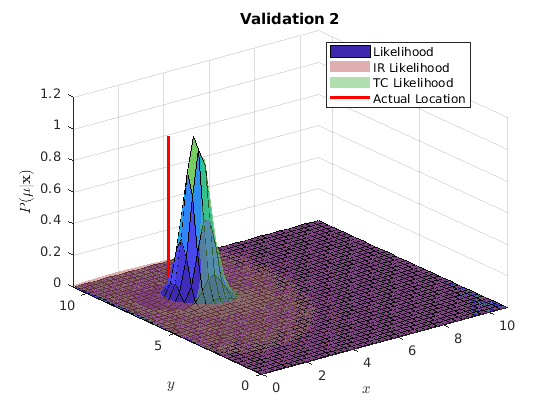 Validation 2
Likelihood
IR Likelihood
TC Likelihood
Actual Location
1.2
1
0.8
0.6
0.4
0.2
0
P(μ|x)
10
5
0
y
0
2
4
6
8
10
x